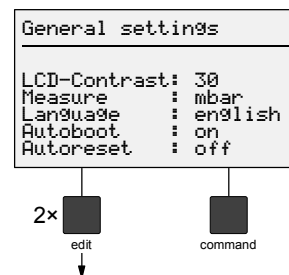 General settings
LCD-Contrast: 30
Measure : mbar
Language : english
Autoboot : on
Autoreset : off
2×
edit command